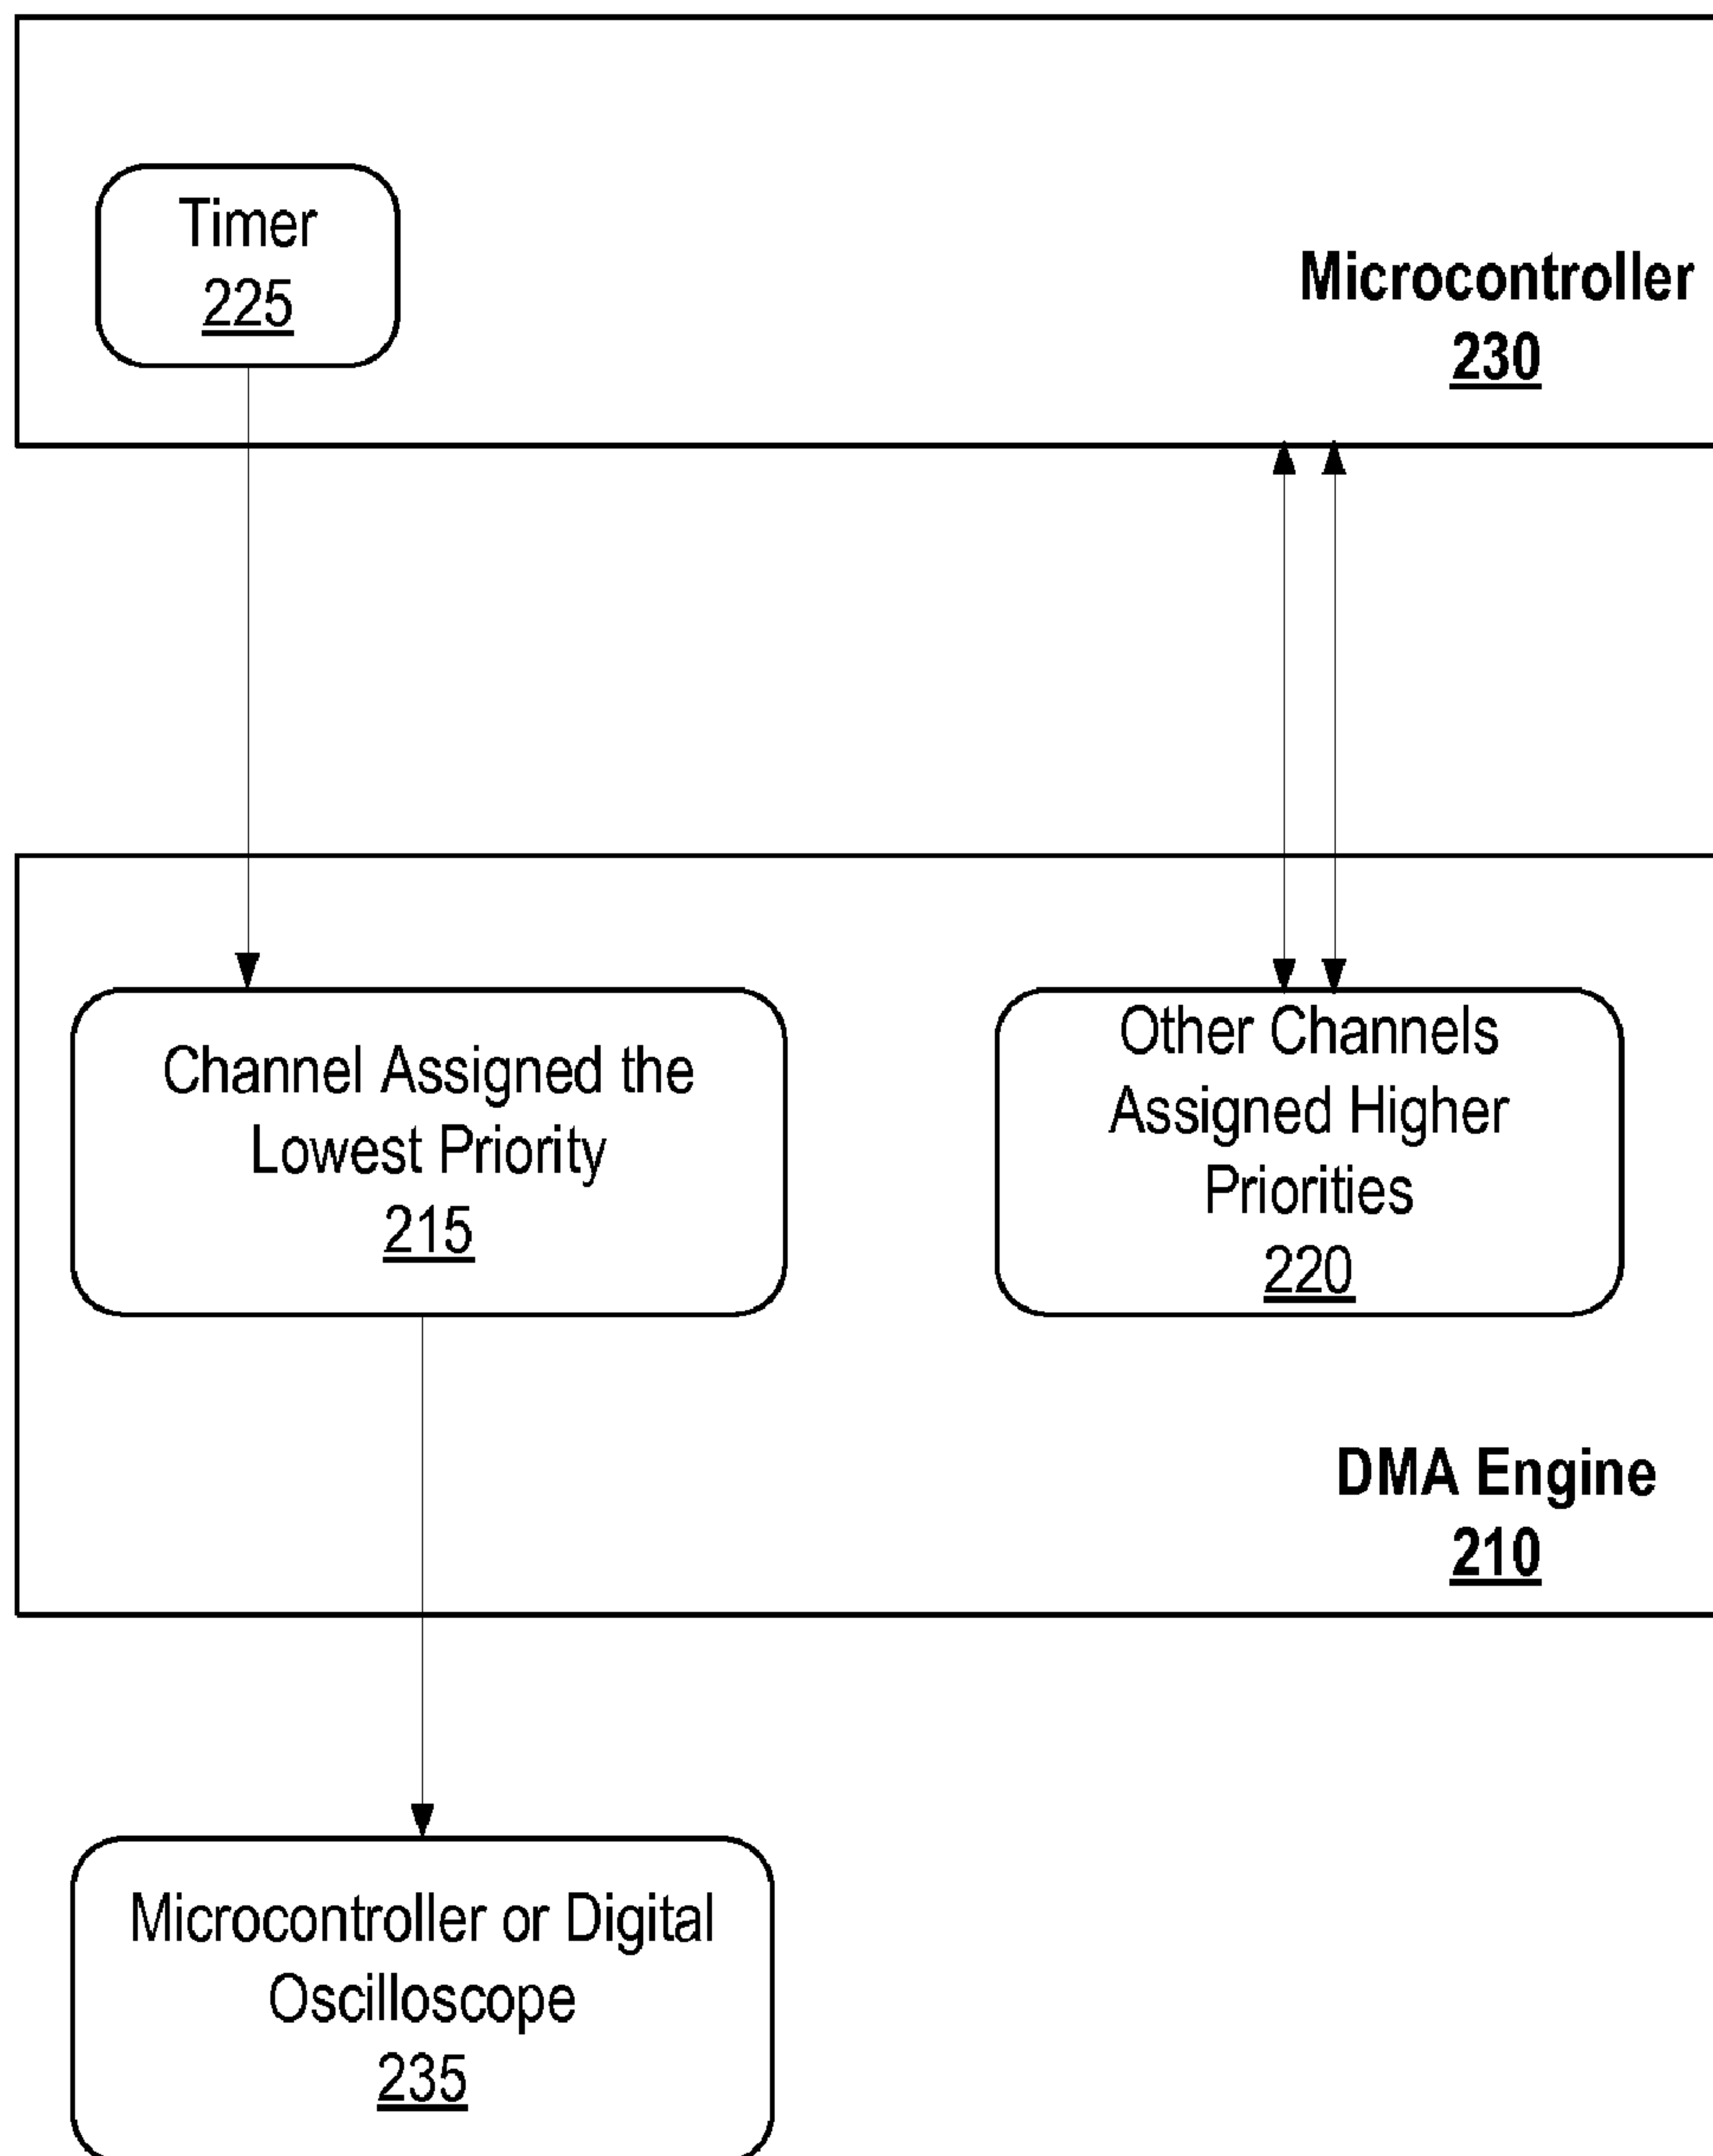 Timer
225
Microcontroller
230
Channel Assigned the
Lowest Priority
215
Other Channels
Assigned Higher
Priorities
220
DMA Engine
210
Microcontroller or Digital
Oscilloscope
235